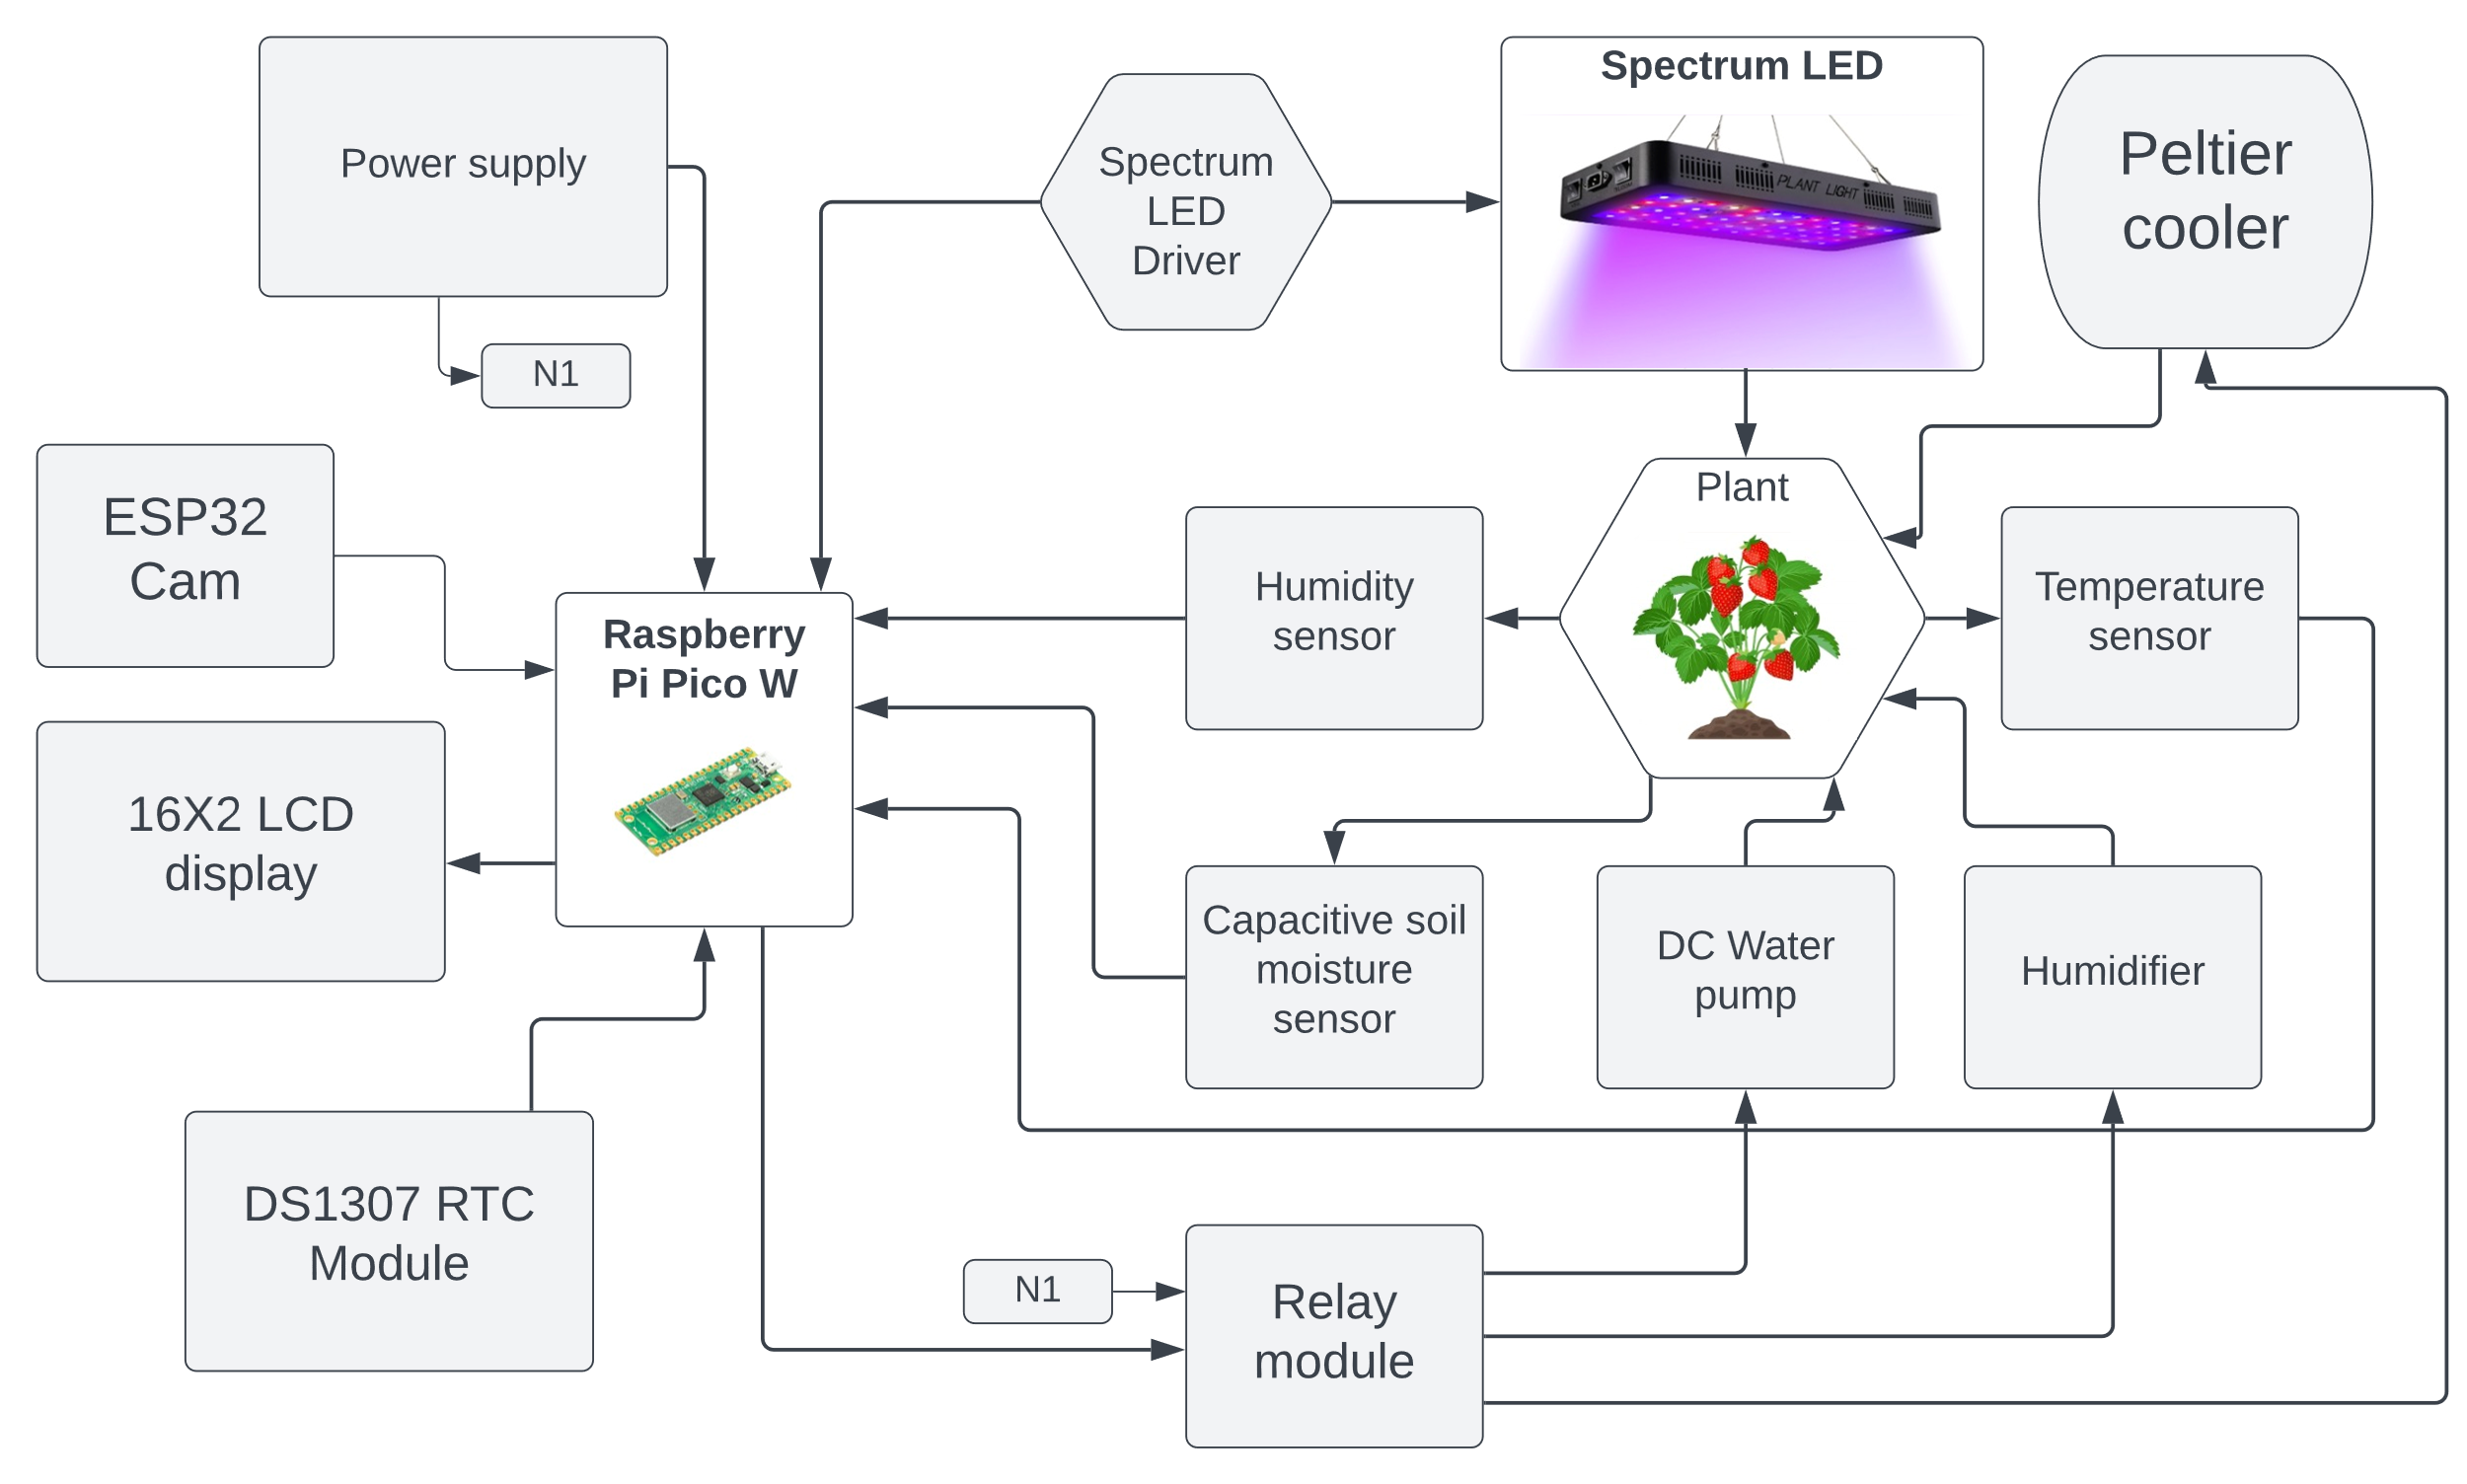 Power supply
N1
Spectrum
LED
Driver
Spectrum LED
PLANT LIGHT
Peltier
cooler
ESP32
Cam
Raspberry
Pi Pico W
Humidity
sensor
Plant
Temperature
sensor
16X2 LCD
display
Capacitive soil
moisture
sensor
DC Water
pump
Humidifier
DS1307 RTC
Module
N1
Relay
module